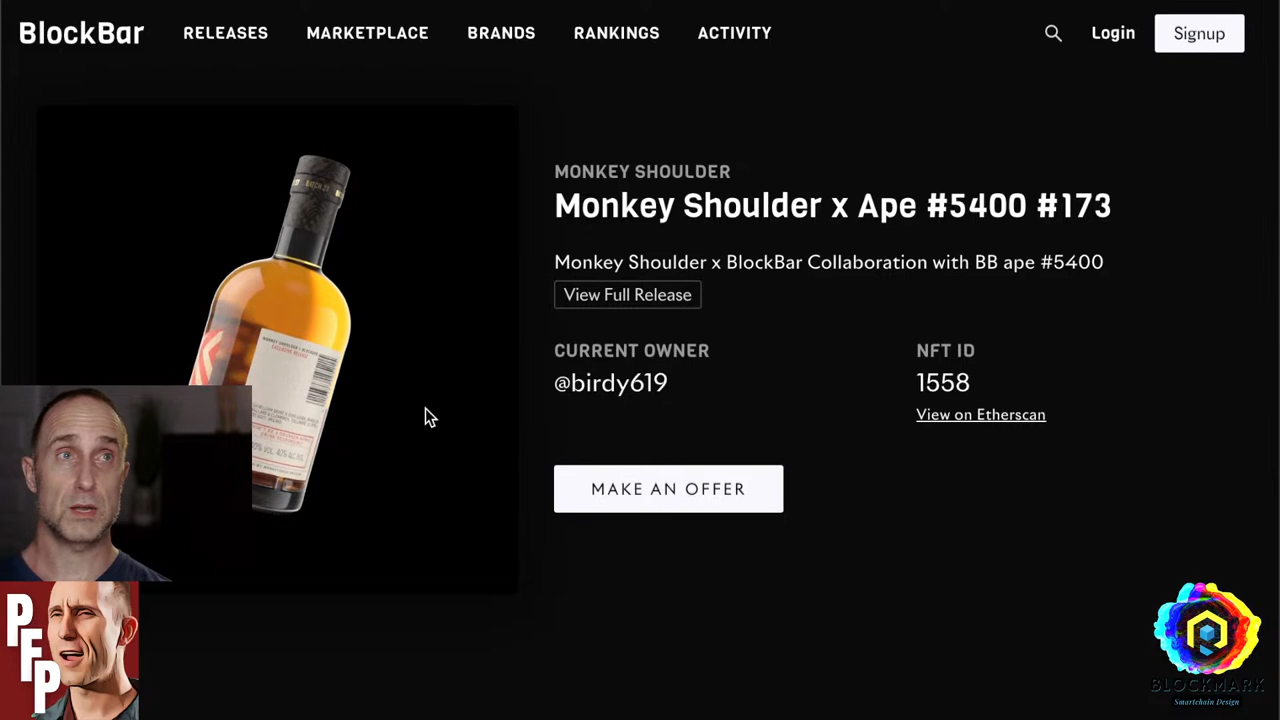 BlockBar RELEASES MARKETPLACE BRANDS RANKINGS ACTIVITY Login Signup
MONKEY SHOULDER
Monkey Shoulder x Ape #5400 #173
Monkey Shoulder x BlockBar Collaboration with BB ape #5400
View Full Release
CURRENT OWNER
@birdy619
NFT ID
1558
View on Etherscan
MAKE AN OFFER
PFP
BLOCKMARK
Smartchain Design